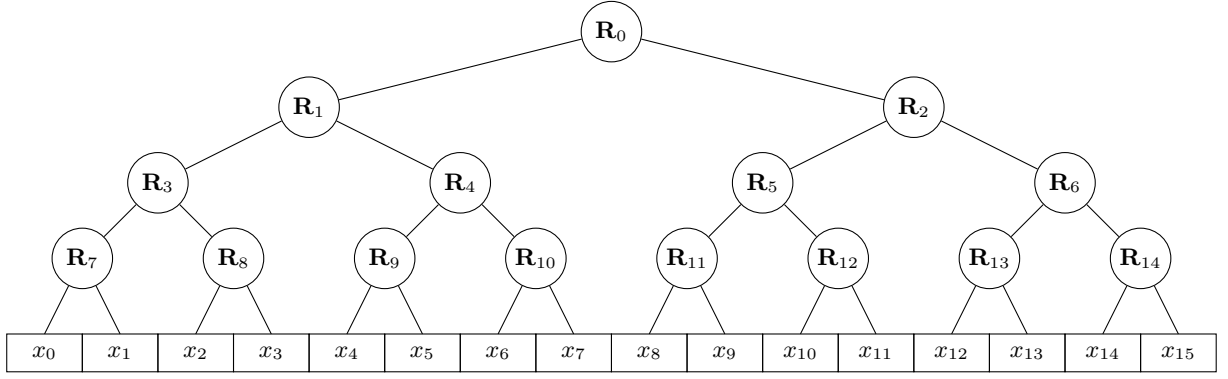 R₀
R₁ R₂
R₃ R₄ R₅ R₆
R₇ R₈ R₉ R₁₀ R₁₁ R₁₂ R₁₃ R₁₄
x₀ x₁ x₂ x₃ x₄ x₅ x₆ x₇ x₈ x₉ x₁₀ x₁₁ x₁₂ x₁₃ x₁₄ x₁₅